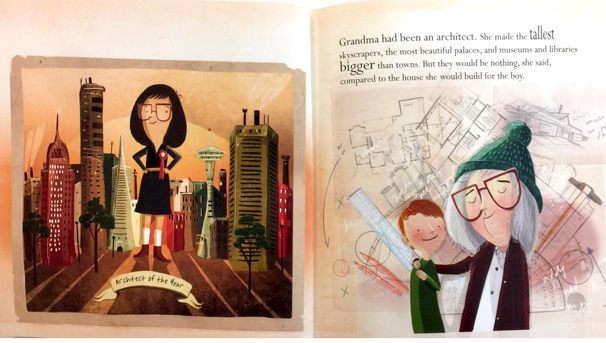 Architect of the Year
Grandma had been an architect. She made the tallest
skyscrapers, the most beautiful palaces, and museums and libraries
bigger than towns. But they would be nothing, she said,
compared to the house she would build for the boy.